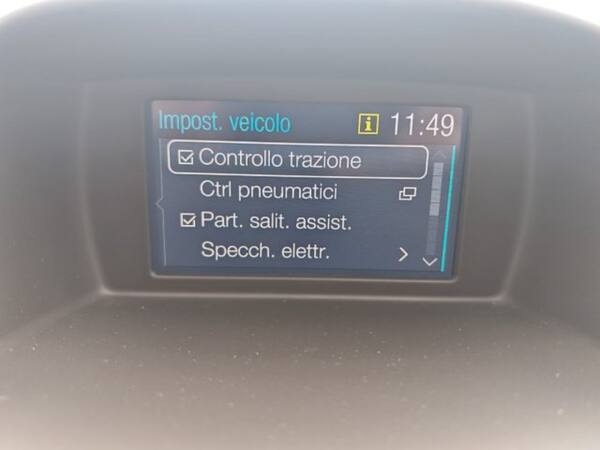 Impost. veicolo i 11:49
Controllo trazione
Ctrl pneumatici
Part. salit. assist.
Specch. elettr.